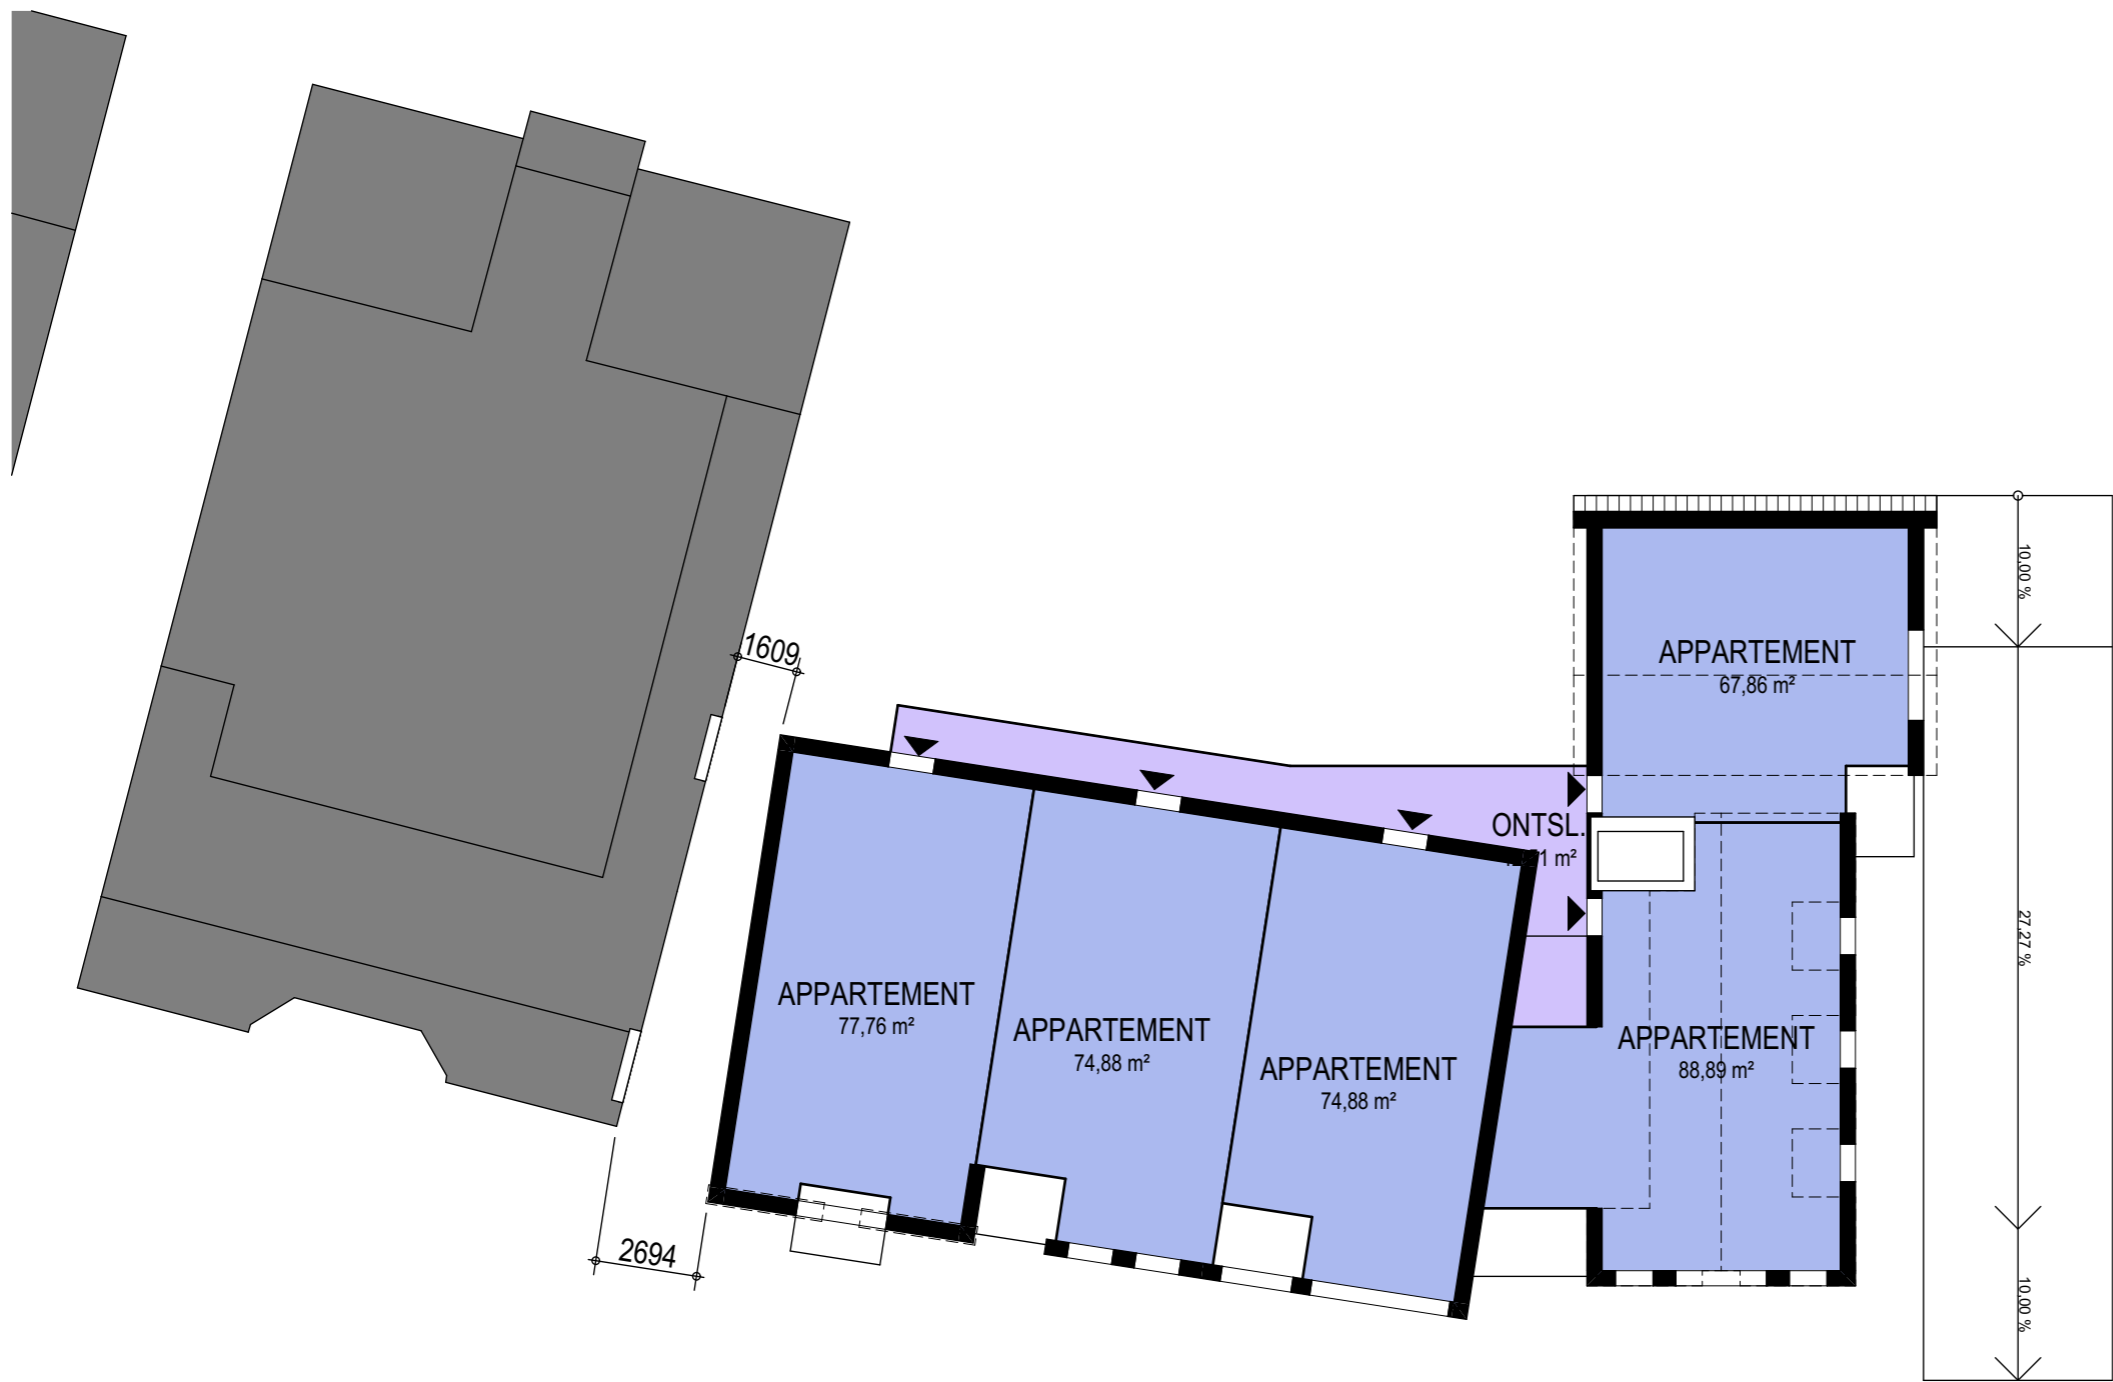 10,00 %
1609
APPARTEMENT
67,86 m²
ONTSL.
m²
27,27 %
APPARTEMENT
77,76 m²
APPARTEMENT
74,88 m²
APPARTEMENT
74,88 m²
APPARTEMENT
88,89 m²
2694
10,00 %